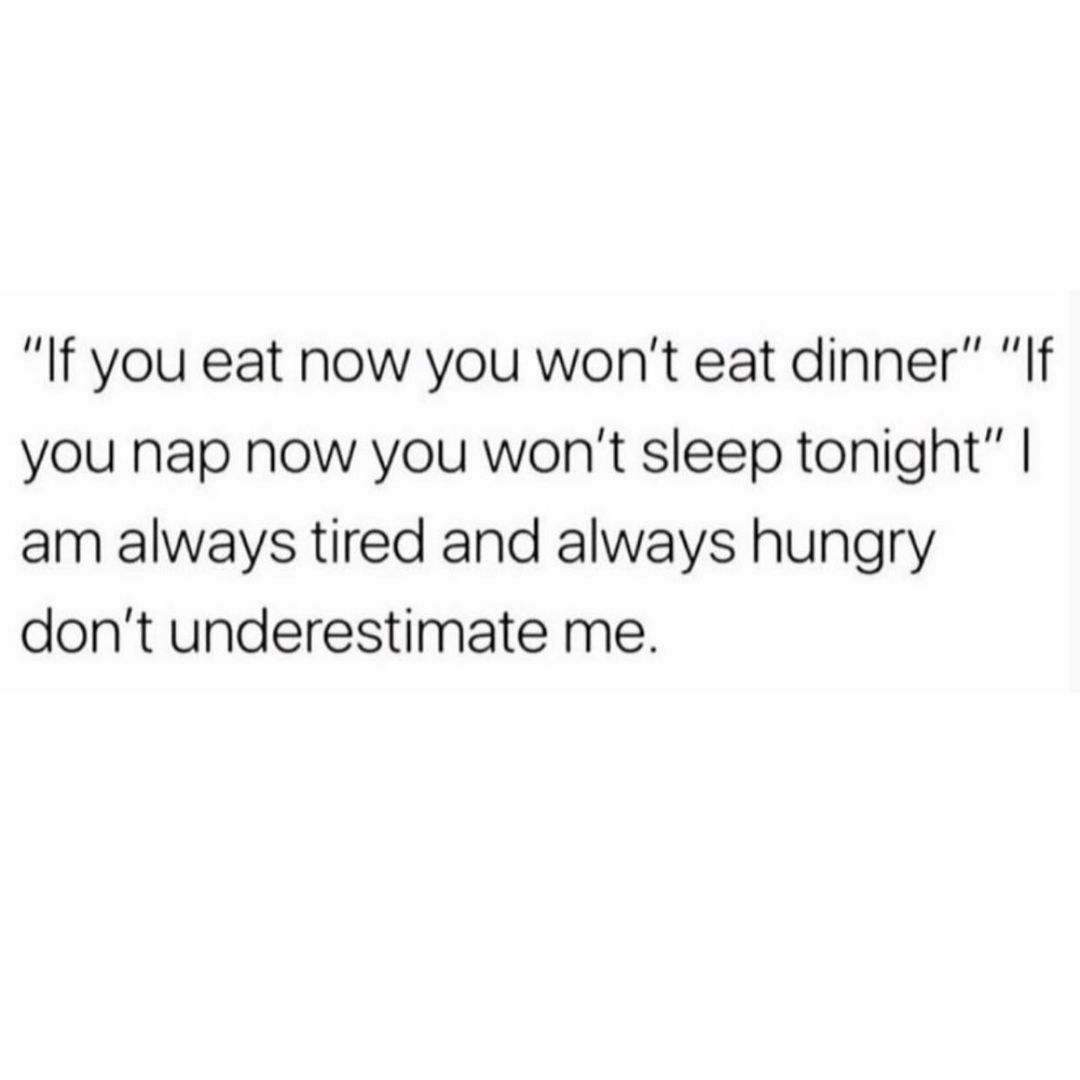 "If you eat now you won't eat dinner" "If
you nap now you won't sleep tonight" I
am always tired and always hungry
don't underestimate me.